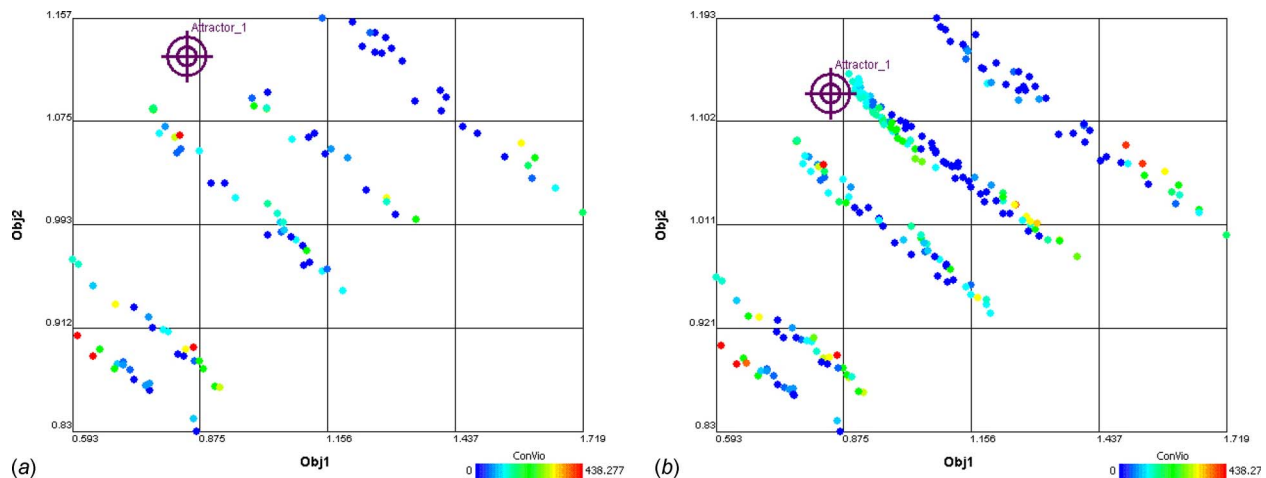 1.157
Attractor_1
1.075
Obj2
0.993
0.912
0.83
0.593
0.875
1.156
1.437
1.719
Obj1
(a)
ConVio
0
438.277
1.193
Attractor_1
1.102
Obj2
1.011
0.921
0.83
0.593
0.875
1.156
1.437
1.719
Obj1
(b)
ConVio
0
438.27